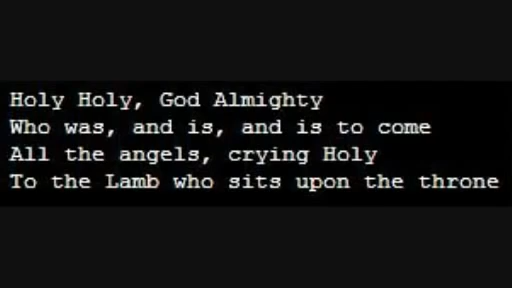 Holy Holy, God Almighty
Who was, and is, and is to come
All the angels, crying Holy
To the Lamb who sits upon the throne